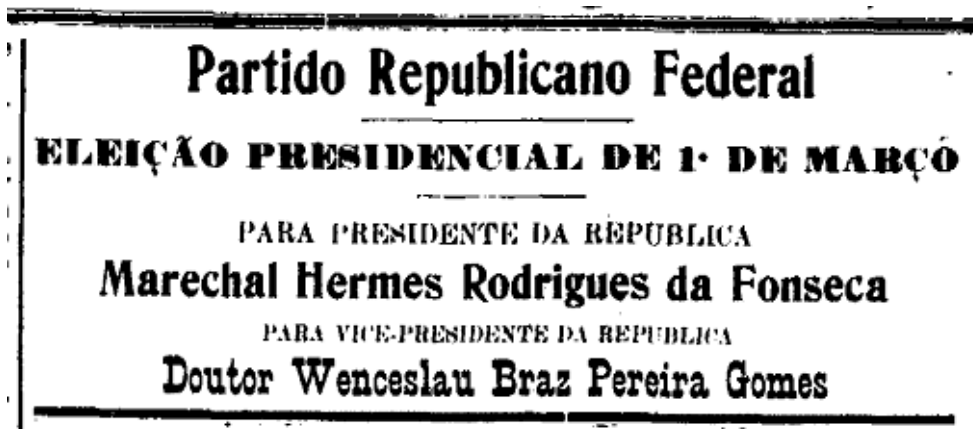 Partido Republicano Federal
ELEIÇÃO PRESIDENCIAL DE 1· DE MARÇO
PARA PRESIDENTE DA REPUBLICA
Marechal Hermes Rodrigues da Fonseca
PARA VICE-PRESIDENTE DA REPUBLICA
Doutor Wenceslau Braz Pereira Gomes